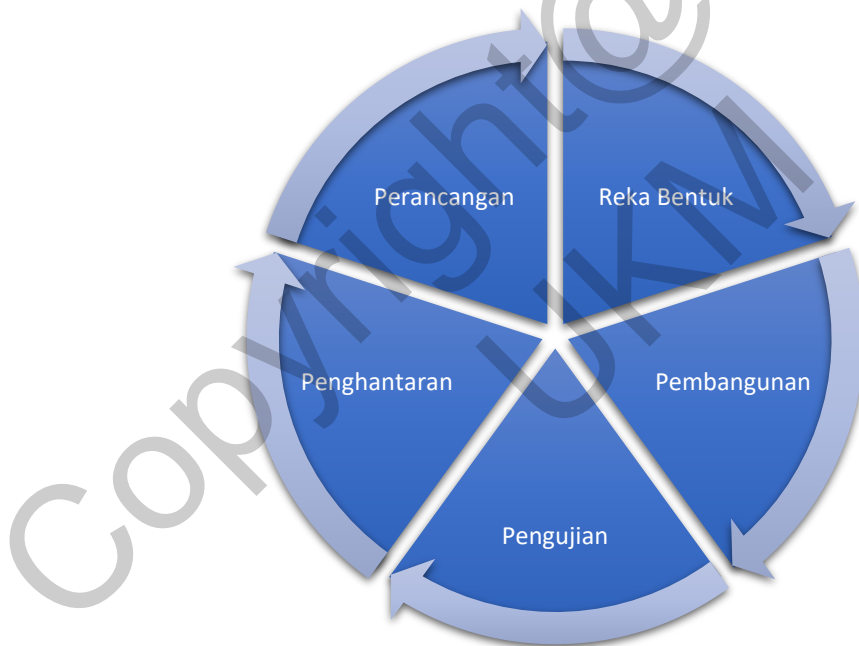 Perancangan
Reka Bentuk
Penghantaran
Pembangunan
Pengujian
Copyright@
UKM